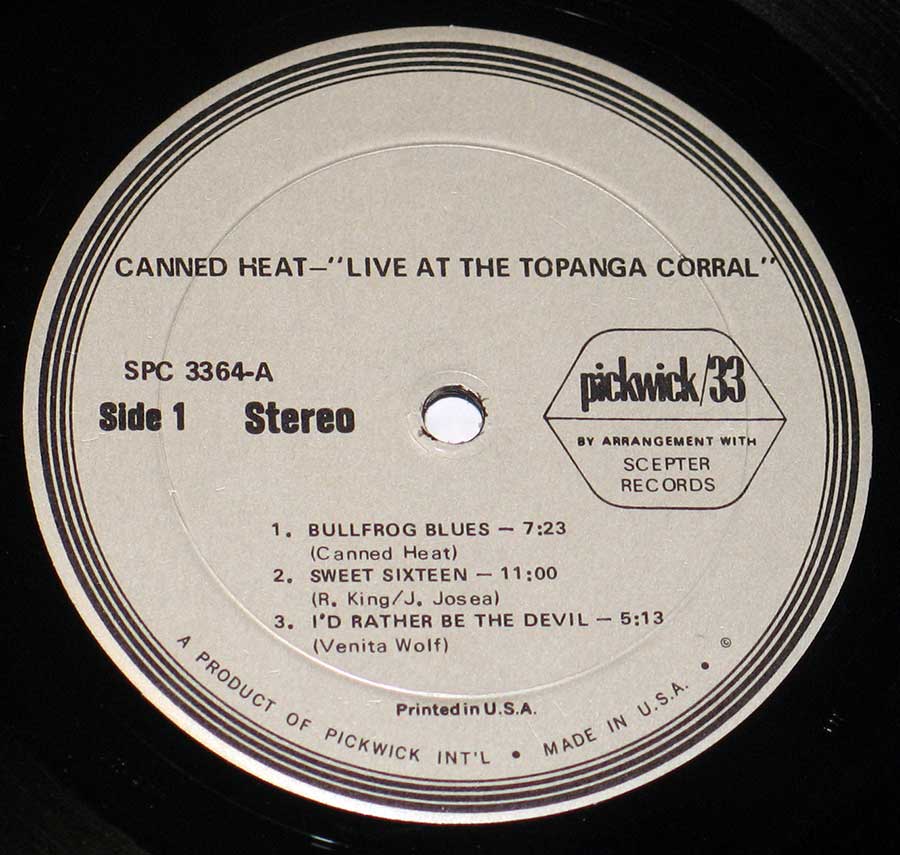 CANNED HEAT—"LIVE AT THE TOPANGA CORRAL"
SPC 3364-A
Side 1 Stereo
pickwick/33
BY ARRANGEMENT WITH
SCEPTER
RECORDS
1. BULLFROG BLUES — 7:23
(Canned Heat)
2. SWEET SIXTEEN — 11:00
(R. King/J. Josea)
3. I'D RATHER BE THE DEVIL — 5:13
(Venita Wolf)
Printed in U.S.A.
A PRODUCT OF PICKWICK INT'L • MADE IN U.S.A. • ©